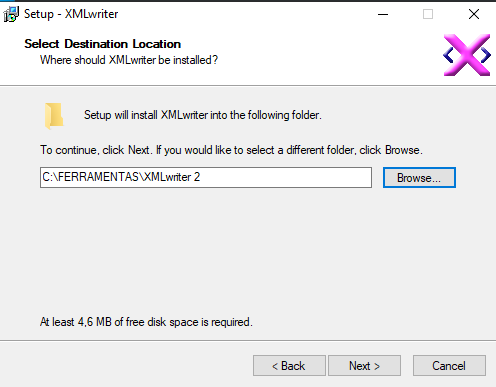 Setup - XMLwriter
Select Destination Location
Where should XMLwriter be installed?
Setup will install XMLwriter into the following folder.
To continue, click Next. If you would like to select a different folder, click Browse.
C:\FERRAMENTAS\XMLwriter 2
Browse...
At least 4,6 MB of free disk space is required.
< Back
Next >
Cancel